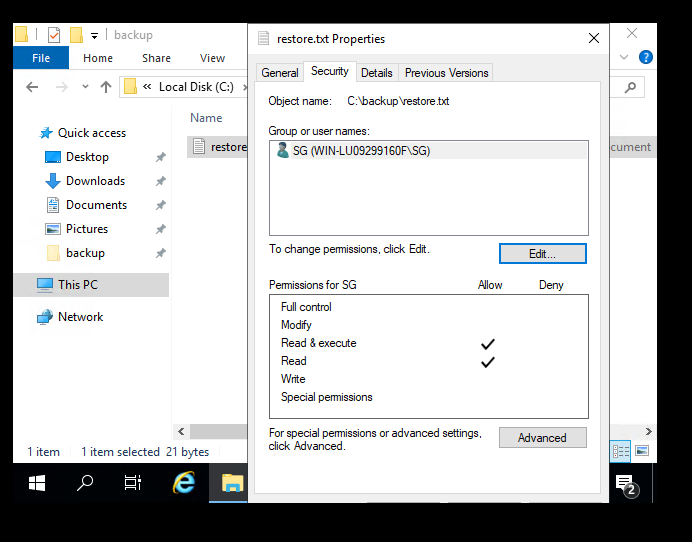 backup
restore.txt Properties
File
Home
Share
View
Local Disk (C:)
General
Security
Details
Previous Versions
Object name:
C:\backup\restore.txt
Name
Quick access
Desktop
Downloads
Documents
Pictures
backup
This PC
Network
restore
Group or user names:
SG (WIN-LU09299160F\SG)
cument
To change permissions, click Edit.
Edit...
Permissions for SG
Allow
Deny
Full control
Modify
Read & execute
Read
Write
Special permissions
For special permissions or advanced settings,
click Advanced.
Advanced
1 item
1 item selected
21 bytes
2